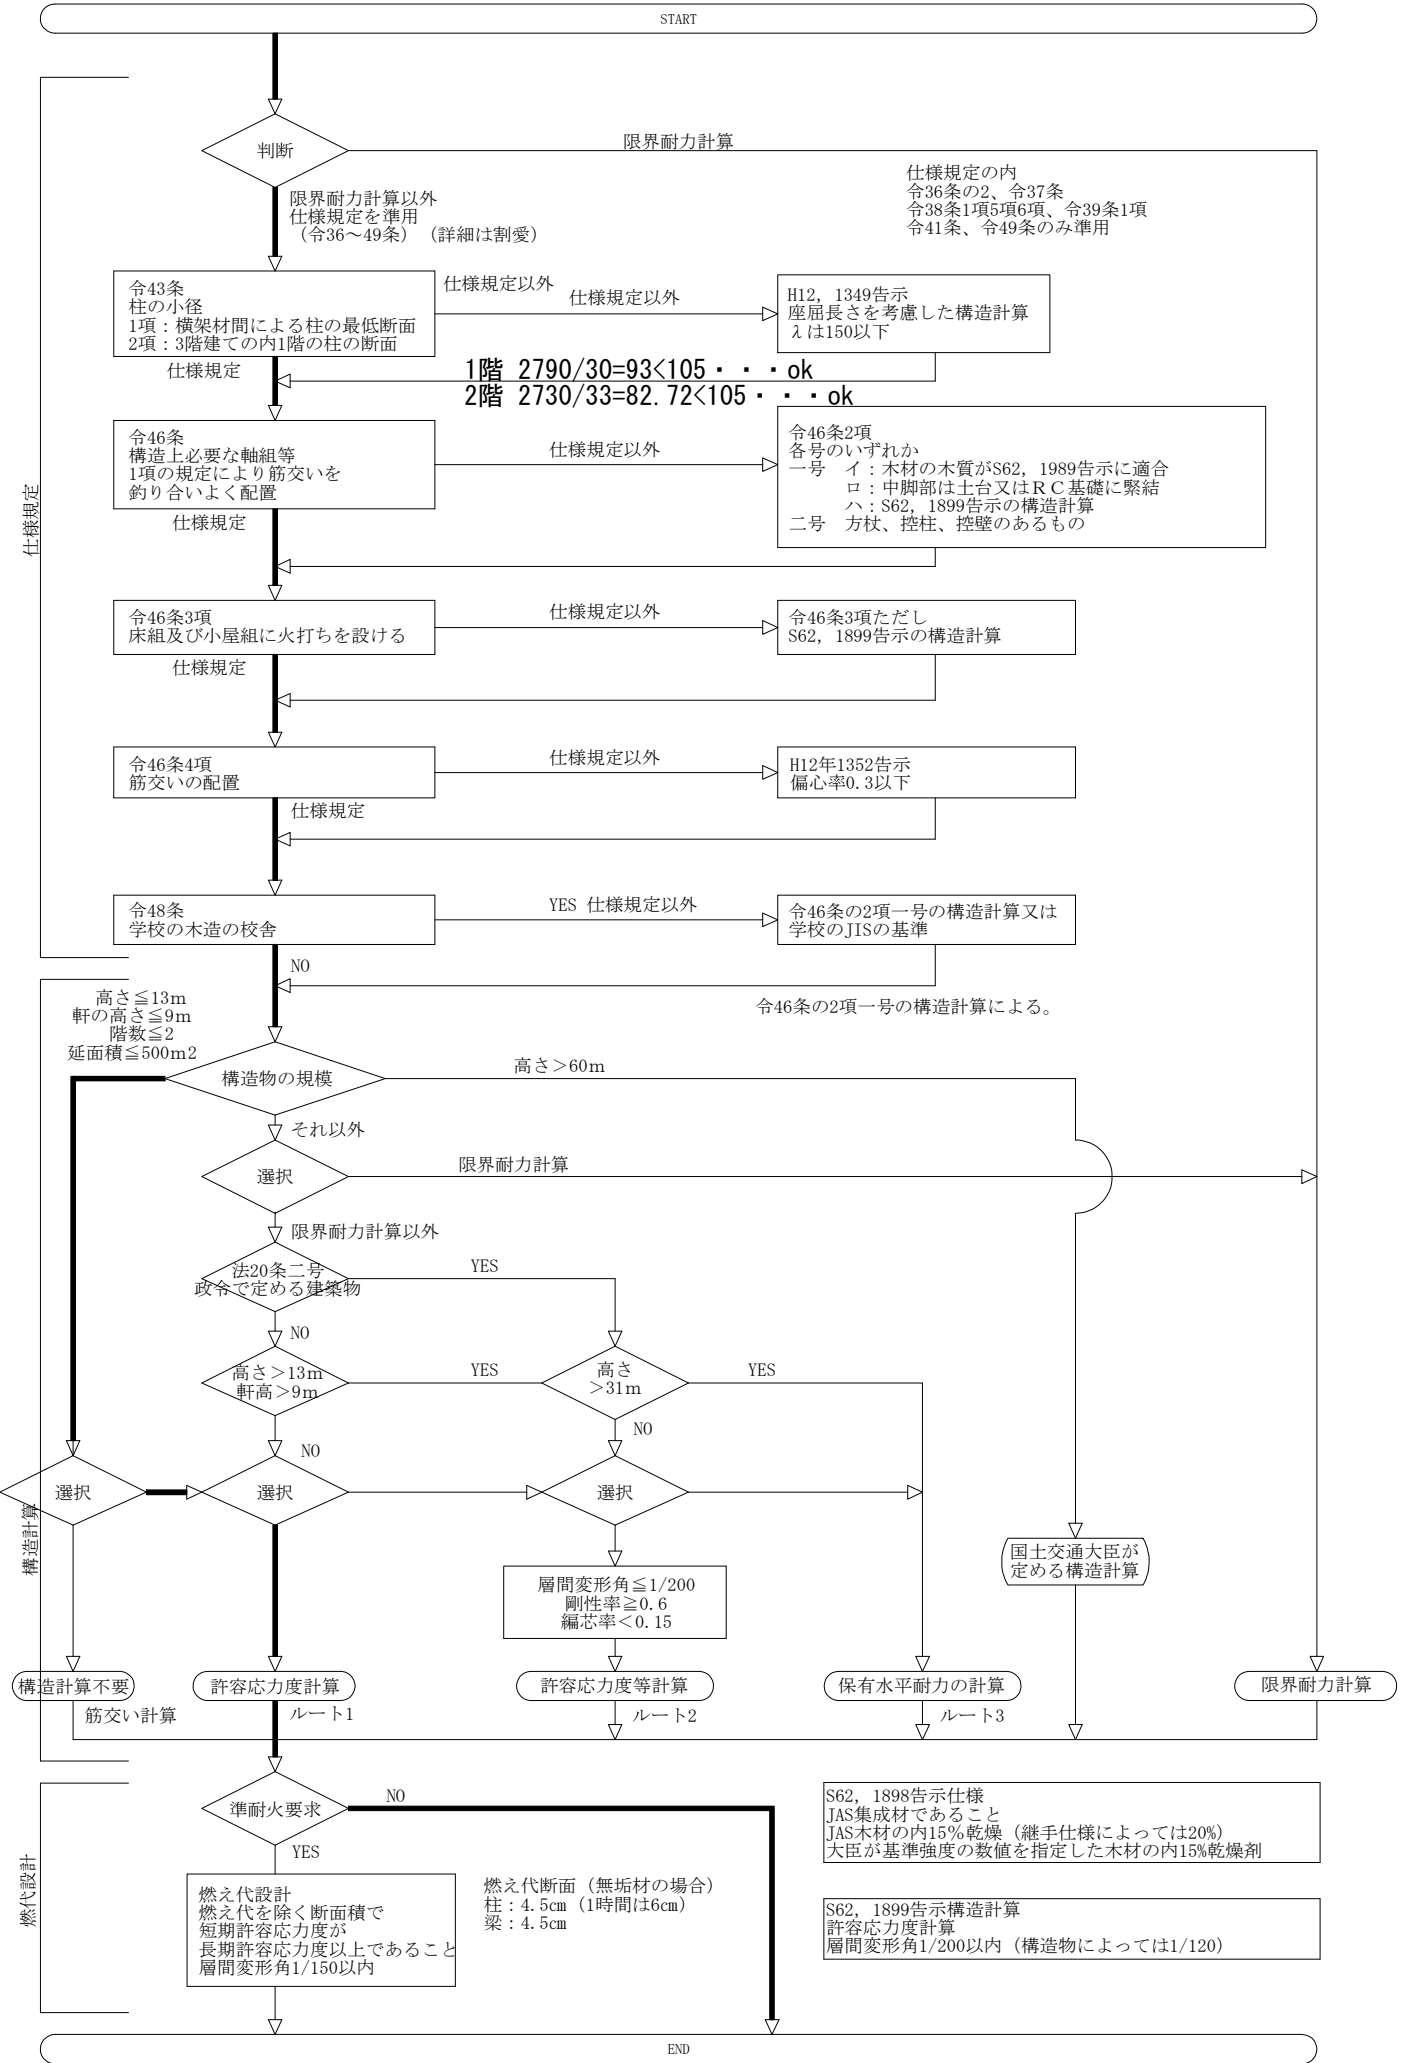 START
判断
限界耐力計算
限界耐力計算以外
仕様規定を準用
（令36～49条）（詳細は割愛）
仕様規定の内
令36条の2、令37条
令38条1項5項6項、令39条1項
令41条、令49条のみ準用
仕様規定
令43条
柱の小径
1項：横架材間による柱の最低断面
2項：3階建ての内1階の柱の断面
仕様規定以外
仕様規定以外
H12, 1349告示
座屈長さを考慮した構造計算
λは150以下
仕様規定
1階 2790/30=93<105・・・ok
2階 2730/33=82.72<105・・・ok
令46条
構造上必要な軸組等
1項の規定により筋交いを
釣り合いよく配置
仕様規定以外
令46条2項
各号のいずれか
一号　イ：木材の木質がS62, 1989告示に適合
ロ：中脚部は土台又はＲＣ基礎に緊結
ハ：S62, 1899告示の構造計算
二号　方杖、控柱、控壁のあるもの
仕様規定
令46条3項
床組及び小屋組に火打ちを設ける
仕様規定以外
令46条3項ただし
S62, 1899告示の構造計算
仕様規定
令46条4項
筋交いの配置
仕様規定以外
H12年1352告示
偏心率0.3以下
仕様規定
令48条
学校の木造の校舎
YES 仕様規定以外
令46条の2項一号の構造計算又は
学校のJISの基準
NO
令46条の2項一号の構造計算による。
構造計算
高さ≦13m
軒の高さ≦9m
階数≦2
延面積≦500m2
構造物の規模
高さ＞60m
それ以外
選択
限界耐力計算
限界耐力計算以外
法20条二号
政令で定める建築物
YES
NO
高さ＞13m
軒高＞9m
YES
高さ
＞31m
YES
NO
NO
選択
選択
選択
国土交通大臣が
定める構造計算
層間変形角≦1/200
剛性率≧0.6
編芯率＜0.15
構造計算不要
許容応力度計算
許容応力度等計算
保有水平耐力の計算
限界耐力計算
筋交い計算
ルート1
ルート2
ルート3
燃代設計
準耐火要求
NO
YES
燃え代設計
燃え代を除く断面積で
短期許容応力度が
長期許容応力度以上であること
層間変形角1/150以内
燃え代断面（無垢材の場合）
柱：4.5cm（1時間は6cm）
梁：4.5cm
S62, 1898告示仕様
JAS集成材であること
JAS木材の内15％乾燥（継手仕様によっては20%）
大臣が基準強度の数値を指定した木材の内15%乾燥剤
S62, 1899告示構造計算
許容応力度計算
層間変形角1/200以内（構造物によっては1/120）
END